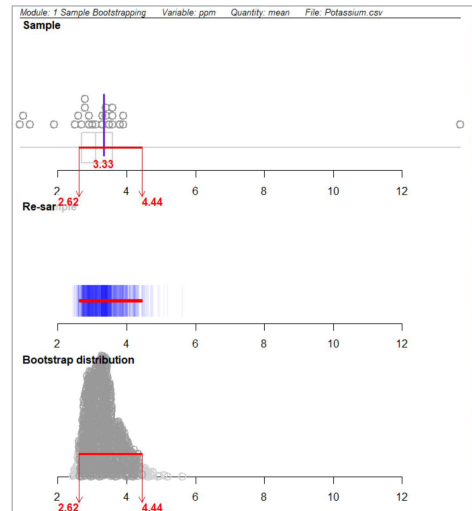 Module: 1 Sample Bootstrapping Variable: ppm Quantity: mean File: Potassium.csv
Sample
3.33
2 4 6 8 10 12
2.62 4.44
Re-sample
2 4 6 8 10 12
Bootstrap distribution
2 4 6 8 10 12
2.62 4.44